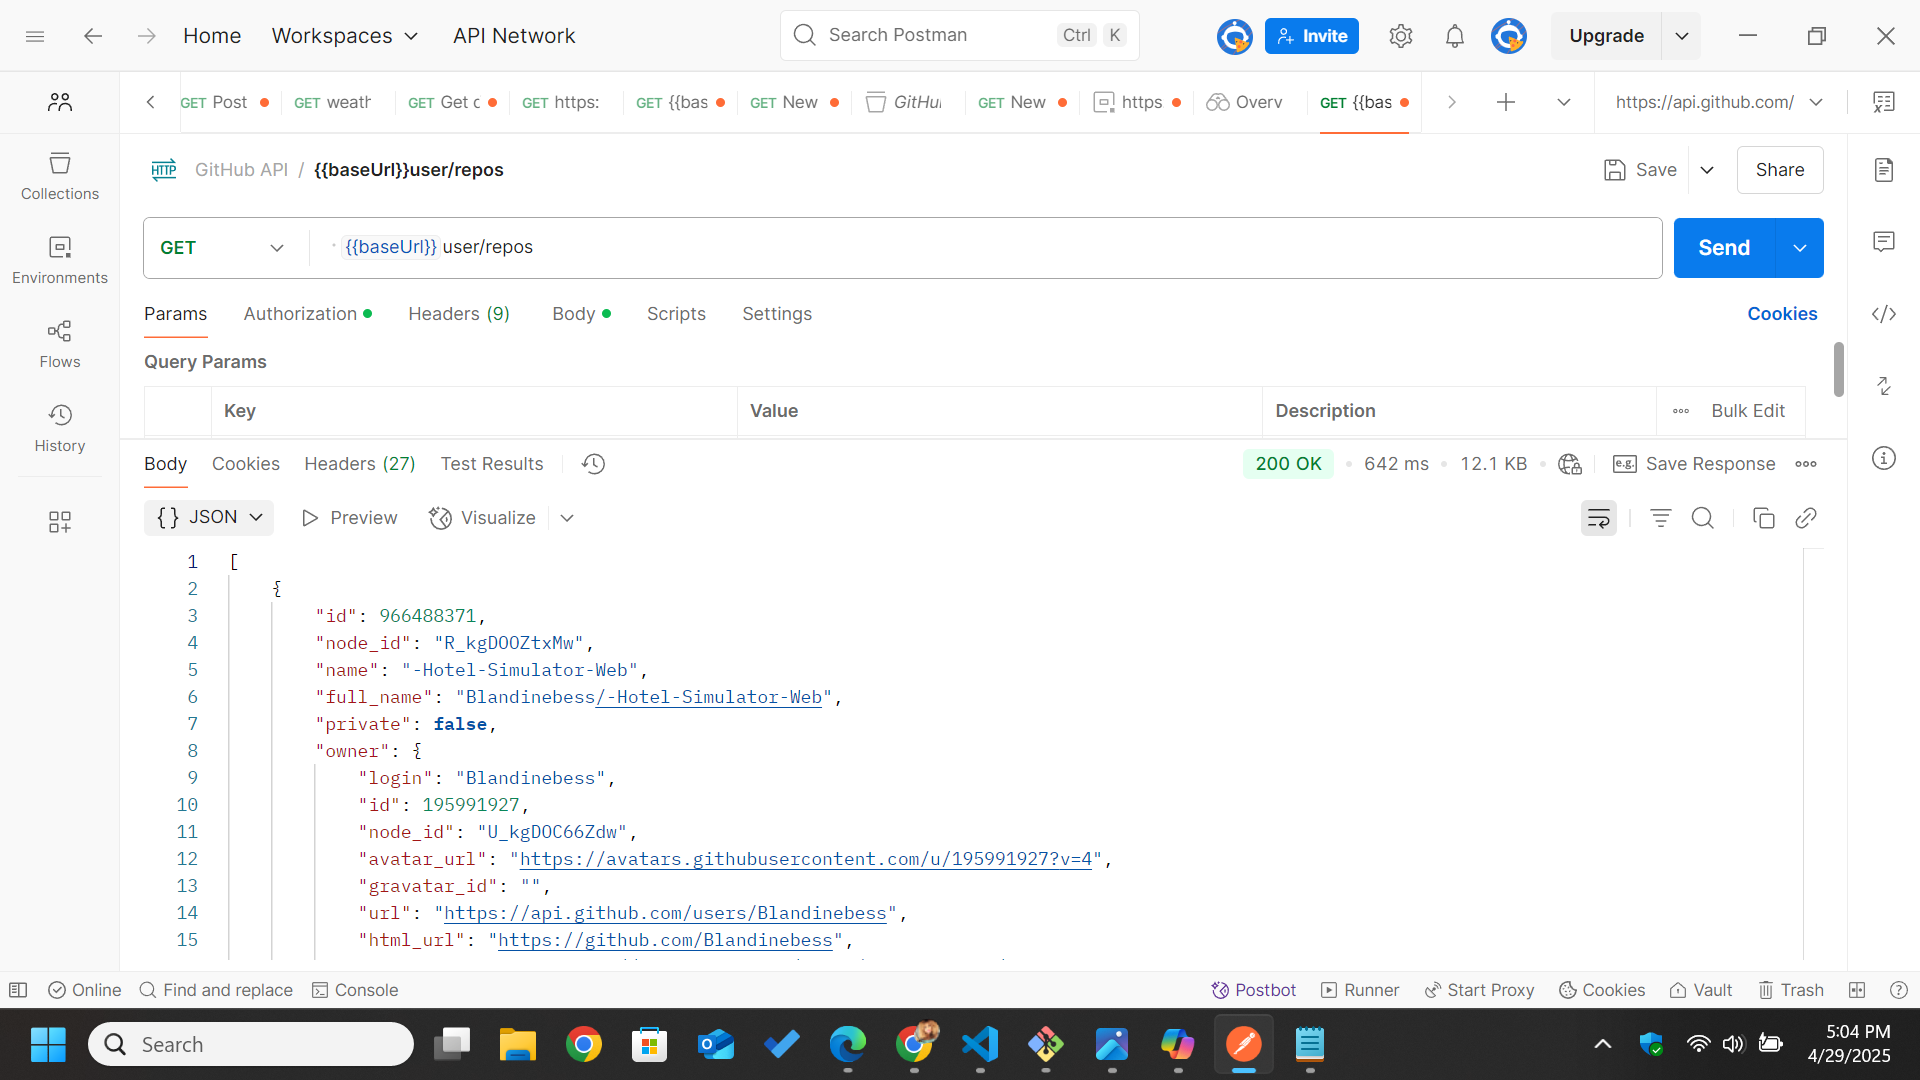 Home Workspaces API Network Search Postman Ctrl K Invite Upgrade
GET Post GET weath GET Get c GET https: GET {{bas GET New GitHu GET New https Overv GET {{bas https://api.github.com/
HTTP GitHub API / {{baseUrl}}user/repos Save Share
GET {{baseUrl}} user/repos Send
Params Authorization Headers (9) Body Scripts Settings Cookies
Query Params
Key Value Description Bulk Edit
Collections
Environments
Flows
History
Body Cookies Headers (27) Test Results 200 OK 642 ms 12.1 KB e.g. Save Response
{} JSON Preview Visualize
1 [
2 {
3 "id": 966488371,
4 "node_id": "R_kgDOOZtxMw",
5 "name": "-Hotel-Simulator-Web",
6 "full_name": "Blandinebess/-Hotel-Simulator-Web",
7 "private": false,
8 "owner": {
9 "login": "Blandinebess",
10 "id": 195991927,
11 "node_id": "U_kgDOC66Zdw",
12 "avatar_url": "https://avatars.githubusercontent.com/u/195991927?v=4",
13 "gravatar_id": "",
14 "url": "https://api.github.com/users/Blandinebess",
15 "html_url": "https://github.com/Blandinebess",
Online Find and replace Console Postbot Runner Start Proxy Cookies Vault Trash
Search 5:04 PM
4/29/2025